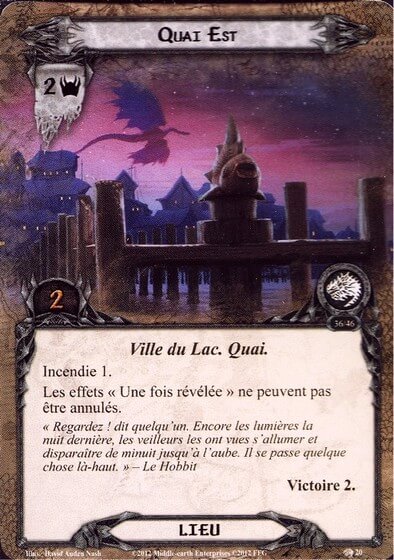 Quai Est
2
2
56-46
Ville du Lac. Quai.
Incendie 1.
Les effets « Une fois révélée » ne peuvent pas
être annulés.
« Regardez ! dit quelqu'un. Encore les lumières la
nuit dernière, les veilleurs les ont vues s'allumer et
disparaître de minuit jusqu'à l'aube. Il se passe quelque
chose là-haut. » – Le Hobbit
Victoire 2.
LIEU
Illus. David Auden Nash
©2012 Middle-earth Enterprises ©2012 FFG
20